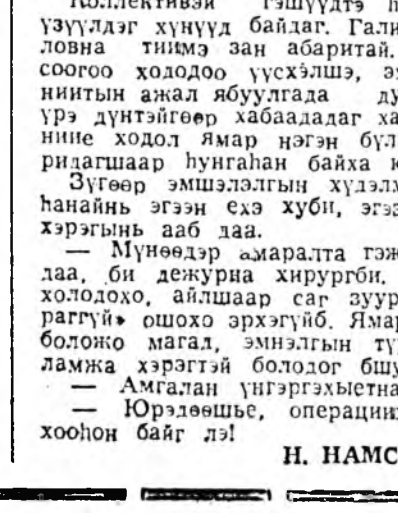 Коллективэй гэшүүдтэ һ
үзүүлдэг хүнүүд байдаг. Гали
ловна тиимэ зан абаритай.
соогоо хододоо үүсхэлшэ, э
ниитын ажал ябуулгада ду
үрэ дүнтэйгөөр хабаададаг ха
ниие ходол ямар нэгэн бүл
ридагшаар һунгаһан байха ю
Зүгөөр эмшэлэлгын хүдэлм
һанайнь эгээн ехэ хуби, эгээ
хэрэгынь ааб даа.
— Мүнөөдэр амаралта гэж
даа, би дежурна хирургби.
холодохо, айлшаар саг зуур
раггүй» ошохо эрхэгүйб. Ямар
боложо магад, эмнэлгын тү
ламжа хэрэгтэй болодог бшу
— Амгалан үнгэргэхыетна
— Юрэдөөшье, операции
хооһон байг лэ!
Н. НАМС